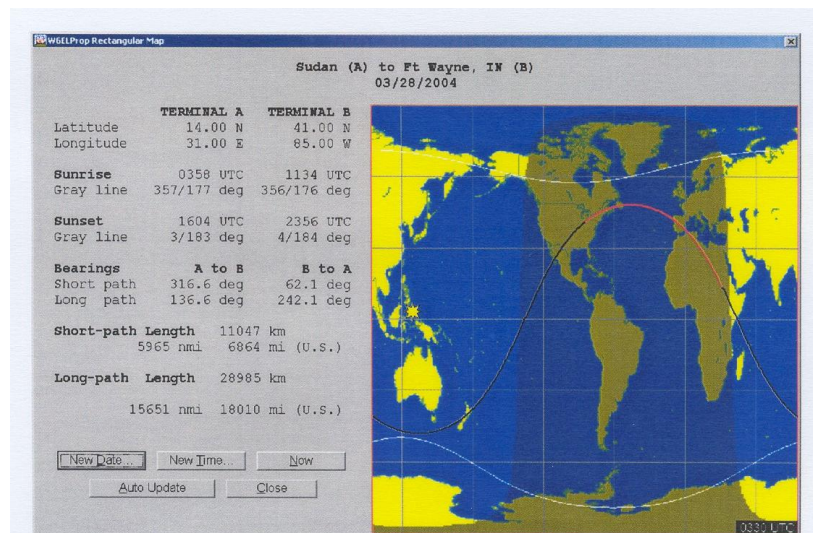 W6ELProp Rectangular Map
Sudan (A) to Ft Wayne, IN (B)
03/28/2004
TERMINAL A TERMINAL B
Latitude 14.00 N 41.00 N
Longitude 31.00 E 85.00 W
Sunrise 0358 UTC 1134 UTC
Gray line 357/177 deg 356/176 deg
Sunset 1604 UTC 2356 UTC
Gray line 3/183 deg 4/184 deg
Bearings A to B B to A
Short path 316.6 deg 62.1 deg
Long path 136.6 deg 242.1 deg
Short-path Length 11047 km
5965 nmi 6864 mi (U.S.)
Long-path Length 28985 km
15651 nmi 18010 mi (U.S.)
New Date... New Time... Now
Auto Update Close
0330 UTC